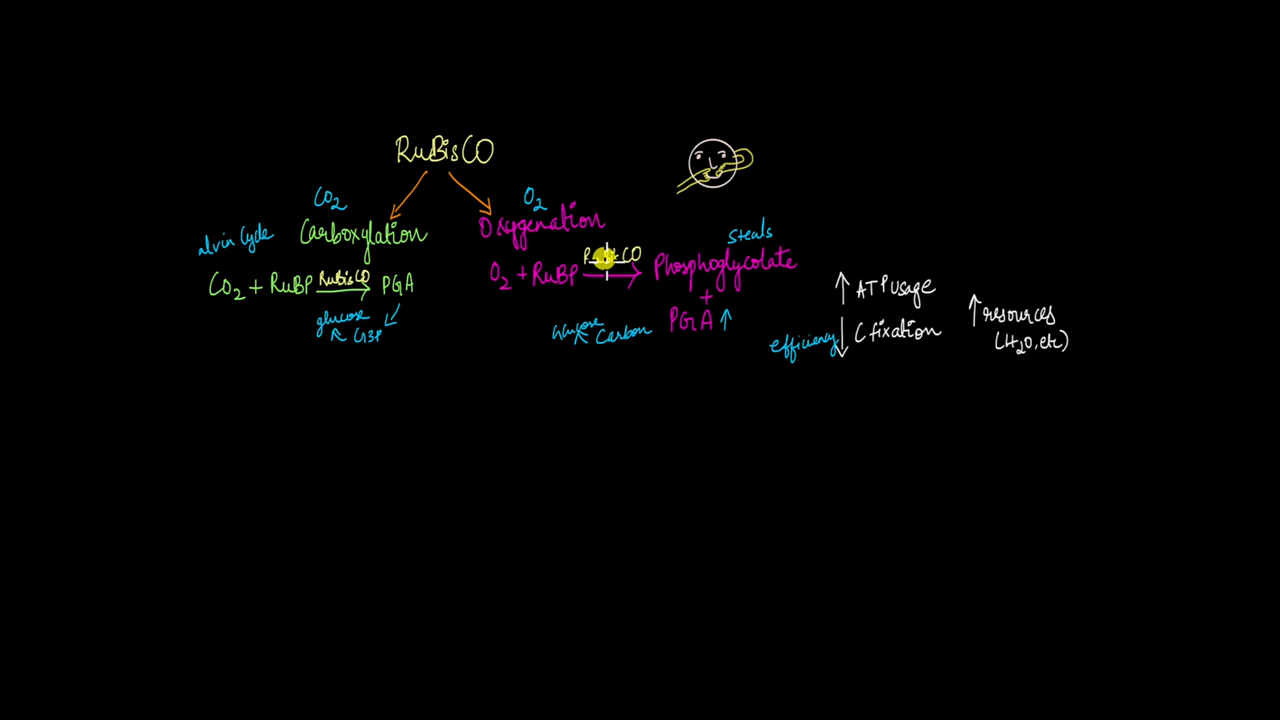 RuBisCO
CO2
O2
Carboxylation
Oxygenation
alvin Cycle
CO2 + RuBP RuBisCO PGA
glucose
G3P
O2 + RuBP
Phosphoglycolate
steals
+
PGA ↑
Carbon
↑ ATP usage
efficiency ↓ C fixation
↑ resources
(H2O, etc)